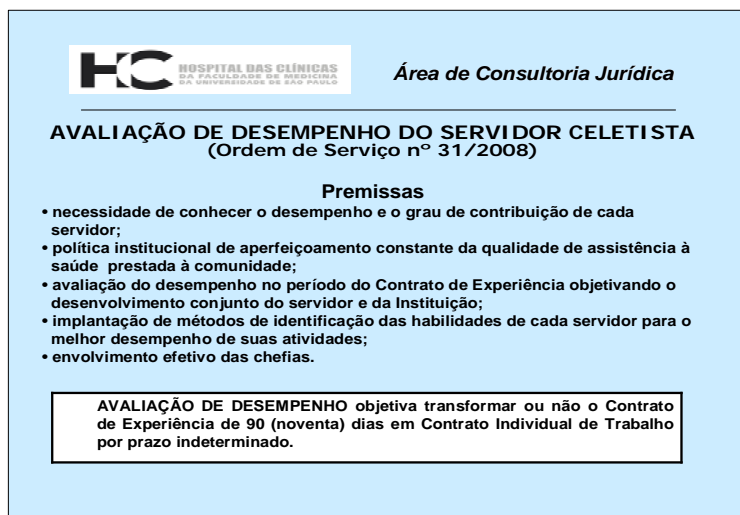 HC HOSPITAL DAS CLÍNICAS
DA FACULDADE DE MEDICINA
DA UNIVERSIDADE DE SÃO PAULO
Área de Consultoria Jurídica
AVALIAÇÃO DE DESEMPENHO DO SERVIDOR CELETISTA
(Ordem de Serviço nº 31/2008)
Premissas
• necessidade de conhecer o desempenho e o grau de contribuição de cada
servidor;
• política institucional de aperfeiçoamento constante da qualidade de assistência à
saúde prestada à comunidade;
• avaliação do desempenho no período do Contrato de Experiência objetivando o
desenvolvimento conjunto do servidor e da Instituição;
• implantação de métodos de identificação das habilidades de cada servidor para o
melhor desempenho de suas atividades;
• envolvimento efetivo das chefias.
AVALIAÇÃO DE DESEMPENHO objetiva transformar ou não o Contrato
de Experiência de 90 (noventa) dias em Contrato Individual de Trabalho
por prazo indeterminado.